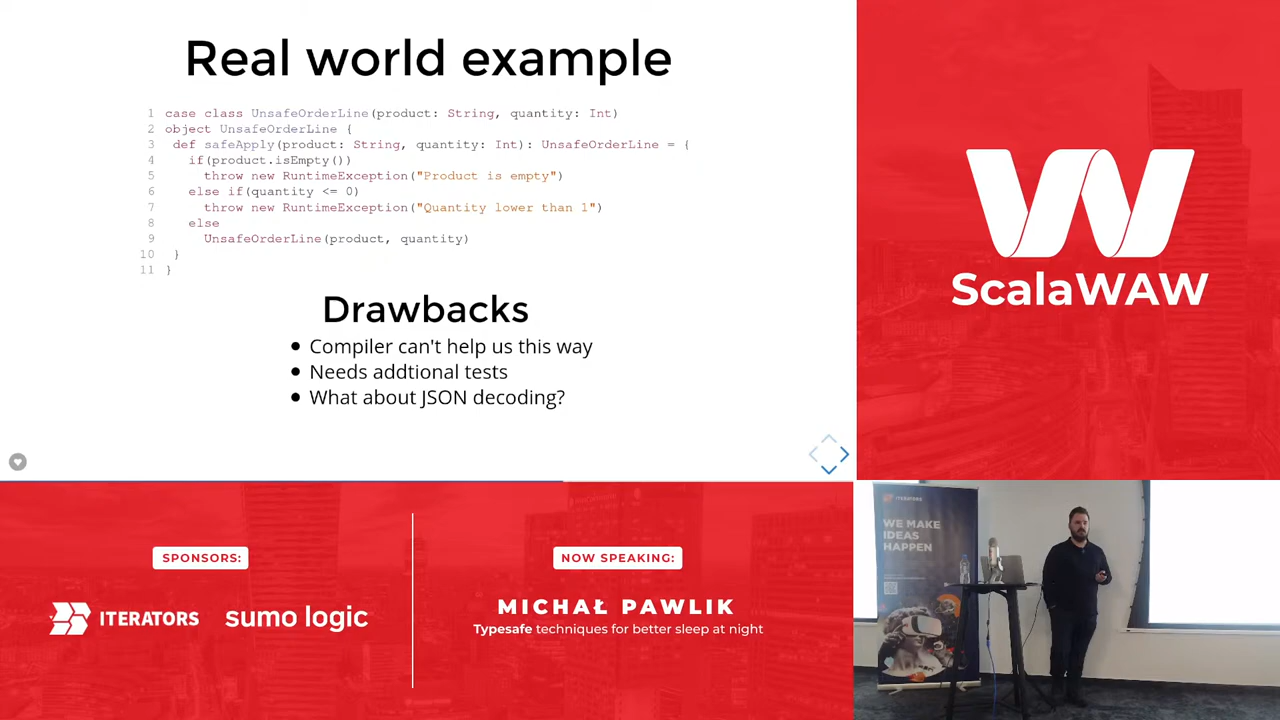 Real world example
1 case class UnsafeOrderLine(product: String, quantity: Int)
2 object UnsafeOrderLine {
3 def safeApply(product: String, quantity: Int): UnsafeOrderLine = {
4 if(product.isEmpty())
5 throw new RuntimeException("Product is empty")
6 else if(quantity <= 0)
7 throw new RuntimeException("Quantity lower than 1")
8 else
9 UnsafeOrderLine(product, quantity)
10 }
11 }
Drawbacks
• Compiler can't help us this way
• Needs addtional tests
• What about JSON decoding?
ScalaWAW
SPONSORS:
ITERATORS
sumo logic
NOW SPEAKING:
MICHAŁ PAWLIK
Typesafe techniques for better sleep at night
ITERATORS
WE MAKE
IDEAS
HAPPEN